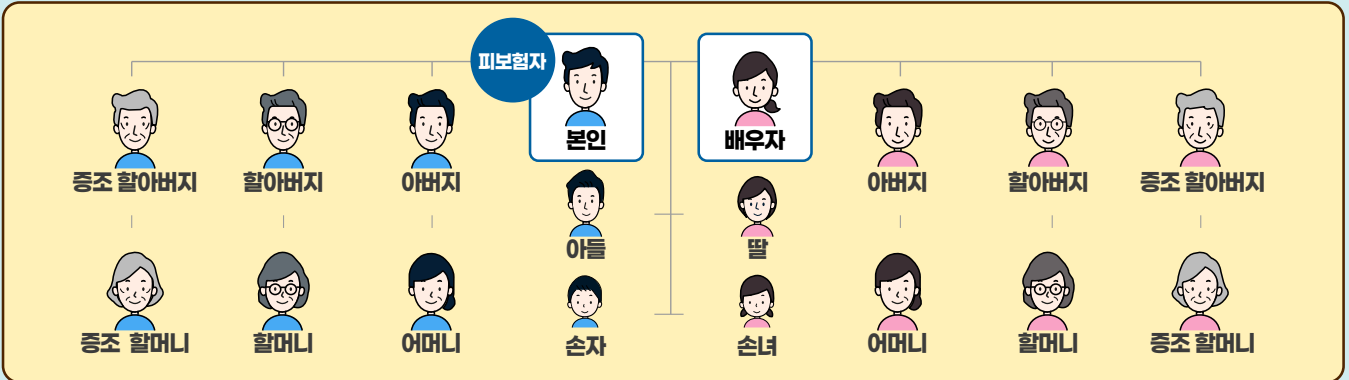 피보험자
본인
배우자
증조 할아버지
할아버지
아버지
아버지
할아버지
증조 할아버지
아들
딸
증조 할머니
할머니
어머니
손자
손녀
어머니
할머니
증조 할머니